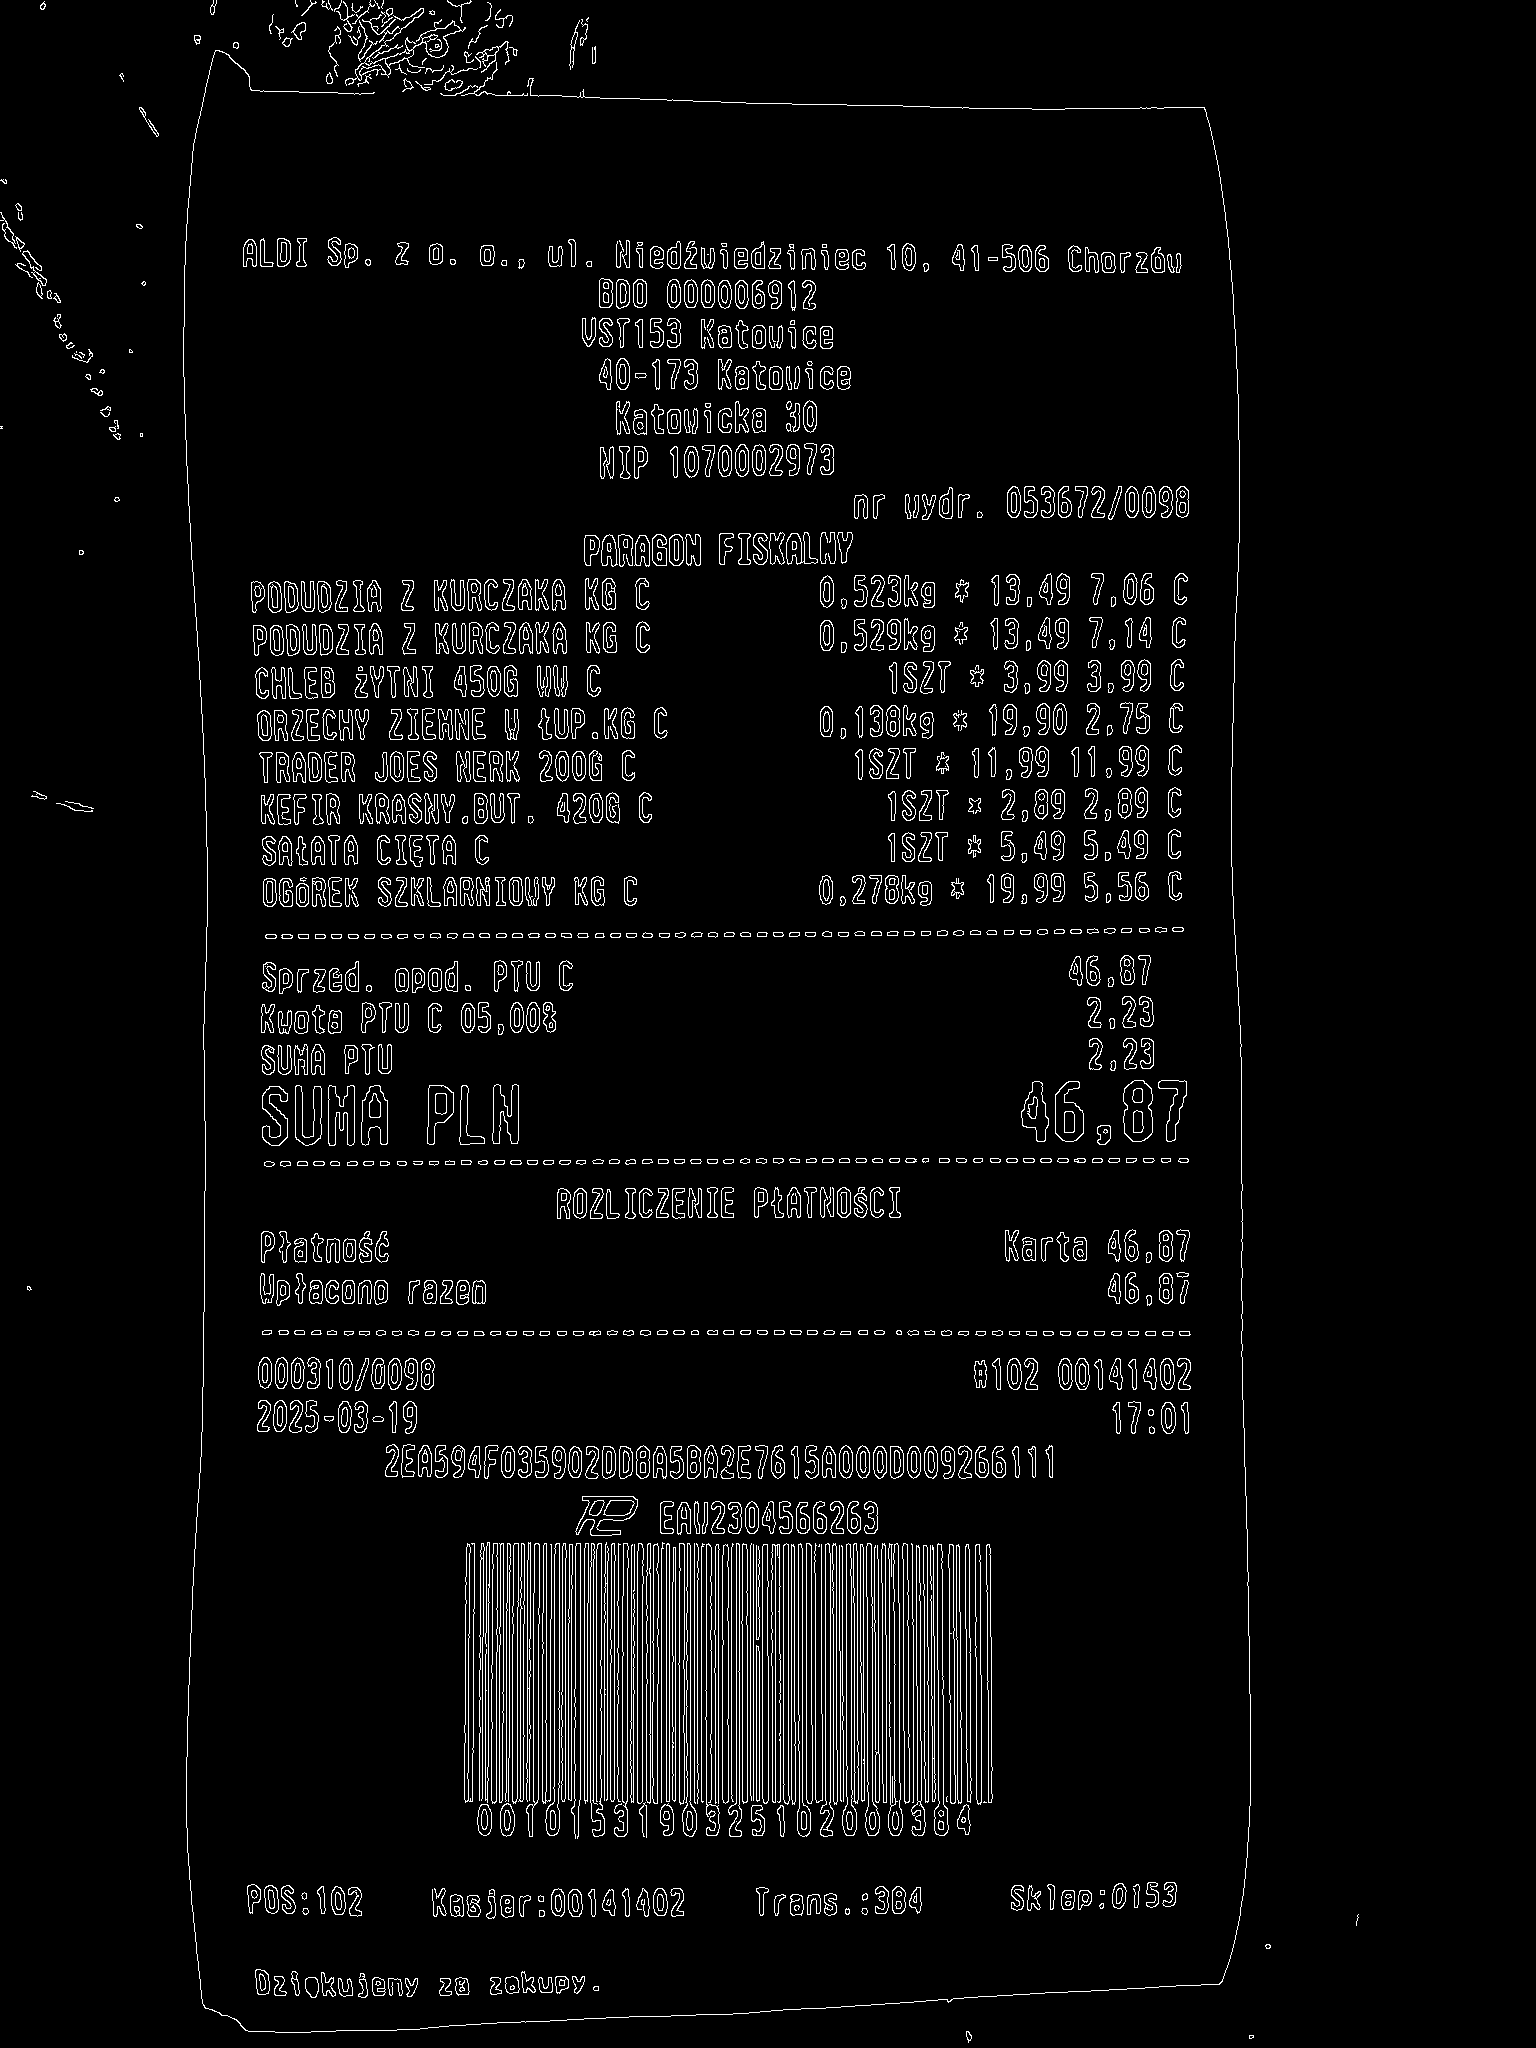 ALDI Sp. z o. o., ul. Niedźwiedziniec 10, 41-506 Chorzów
BDO 000006912
VST153 Katowice
40-173 Katowice
Katowicka 30
NIP 1070002973
nr wydr. 053672/0098
PARAGON FISKALNY
PODUDZIA Z KURCZAKA KG C 0,523kg * 13,49 7,06 C
PODUDZIA Z KURCZAKA KG C 0,529kg * 13,49 7,14 C
CHLEB ŻYTNI 450G WW C 1SZT * 3,99 3,99 C
ORZECHY ZIEMNE W ŁUP.KG C 0,138kg * 19,90 2,75 C
TRADER JOES NERK 200G C 1SZT * 11,99 11,99 C
KEFIR KRASNY.BUT. 420G C 1SZT * 2,89 2,89 C
SAŁATA CIĘTA C 1SZT * 5,49 5,49 C
OGÓREK SZKLARNIOWY KG C 0,278kg * 19,99 5,56 C
Sprzed. opod. PTU C 46,87
Kwota PTU C 05,00% 2,23
SUMA PTU 2,23
SUMA PLN 46,87
ROZLICZENIE PŁATNOŚCI
Płatność Karta 46,87
Wpłacono razem 46,87
000310/0098 #102 00141402
2025-03-19 17:01
2EA594F035902DD8A5BA2E7615A000D009266111
EAW2304566263
0010153190325102000384
POS:102 Kasjer:00141402 Trans.:384 Sklep:0153
Dziękujemy za zakupy.